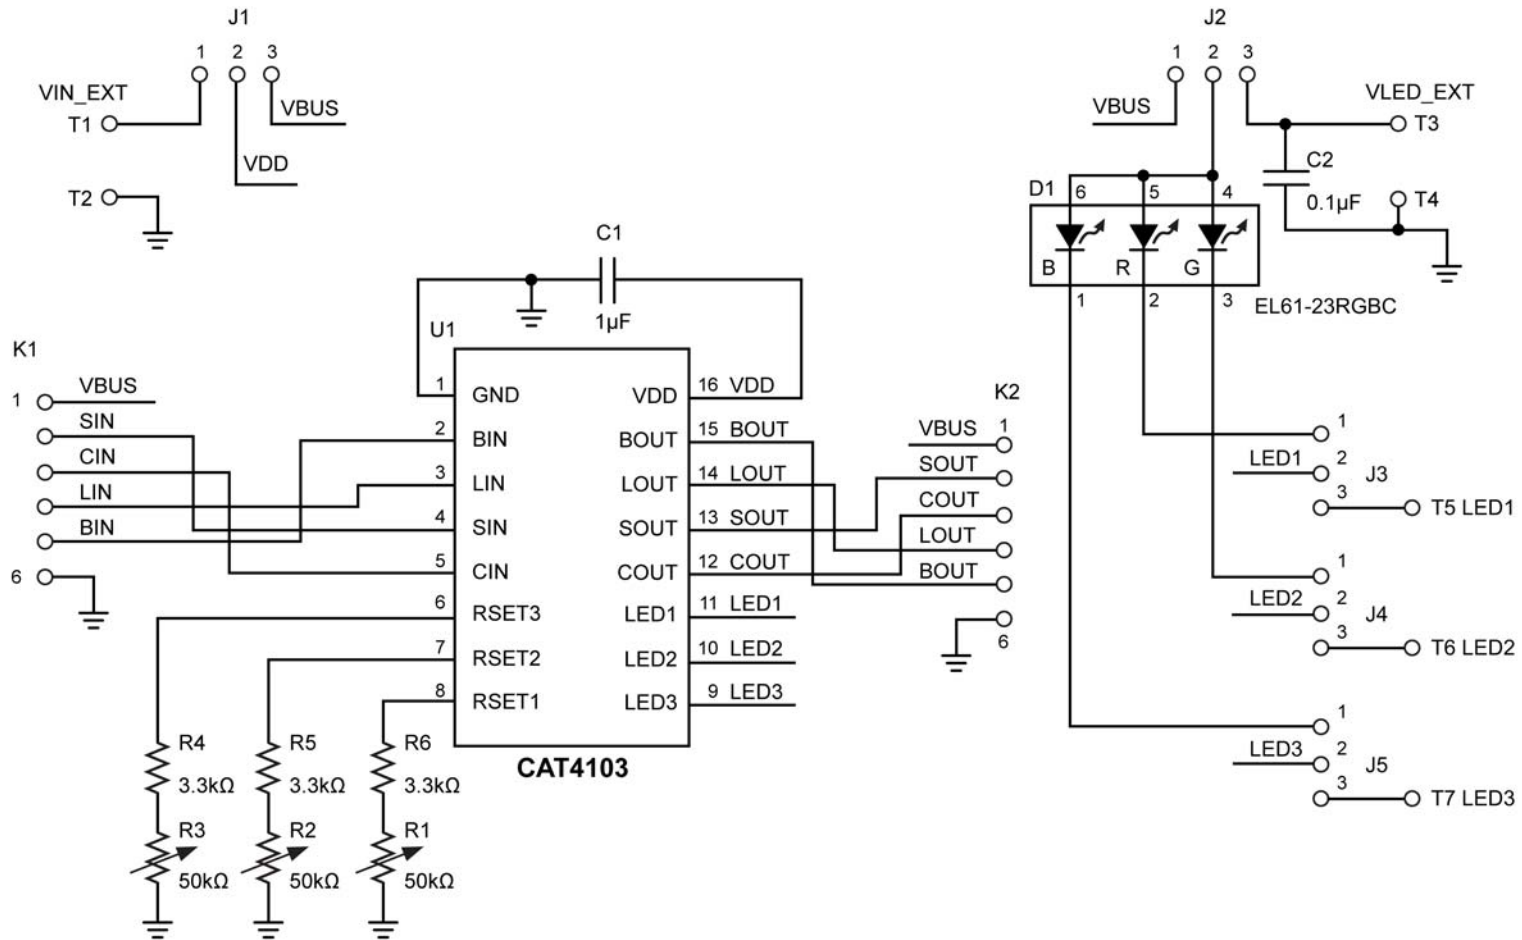 J1
1 2 3
VIN_EXT
T1
VBUS
VDD
T2
J2
1 2 3
VBUS
VLED_EXT
T3
C2
0.1µF
T4
D1
6 5 4
B R G
1 2 3
EL61-23RGBC
C1
1µF
U1
K1
1 VBUS
SIN
CIN
LIN
BIN
6
1 GND
2 BIN
3 LIN
4 SIN
5 CIN
6 RSET3
7 RSET2
8 RSET1
VDD 16 VDD
BOUT 15 BOUT
LOUT 14 LOUT
SOUT 13 SOUT
COUT 12 COUT
LED1 11 LED1
LED2 10 LED2
LED3 9 LED3
CAT4103
K2
VBUS 1
SOUT
COUT
LOUT
BOUT
6
1
LED1 2 J3
3 T5 LED1
1
LED2 2 J4
3 T6 LED2
1
LED3 2 J5
3 T7 LED3
R4 R5 R6
3.3kΩ 3.3kΩ 3.3kΩ
R3 R2 R1
50kΩ 50kΩ 50kΩ